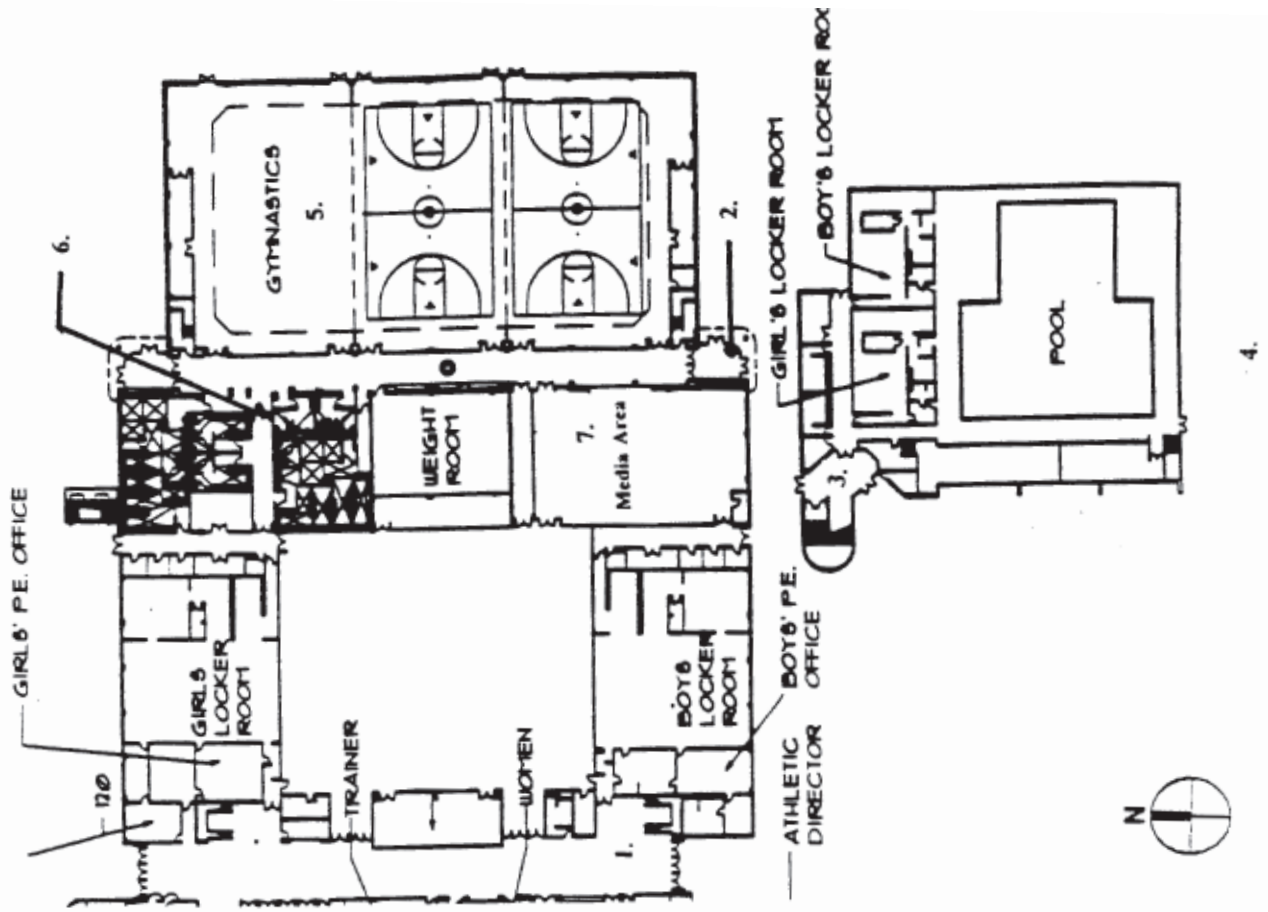 6.
GYMNASTICS
5.
2.
GIRL'S LOCKER ROOM
BOY'S LOCKER ROO
POOL
4.
3.
WEIGHT
ROOM
7.
Media Area
GIRLS' P.E. OFFICE
GIRLS
LOCKER
ROOM
BOYS
LOCKER
ROOM
BOYS' P.E.
OFFICE
120
TRAINER
WOMEN
1.
ATHLETIC
DIRECTOR
N